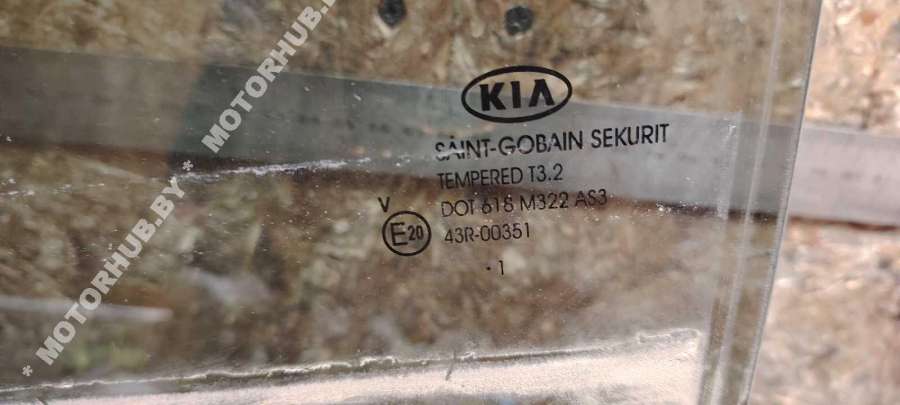 KIA
SAINT-GOBAIN SEKURIT
TEMPERED T3.2
DOT 618 M322 AS3
V
E20
43R-00351
·1
* MOTORHUB.BY * MOTORHUB.BY